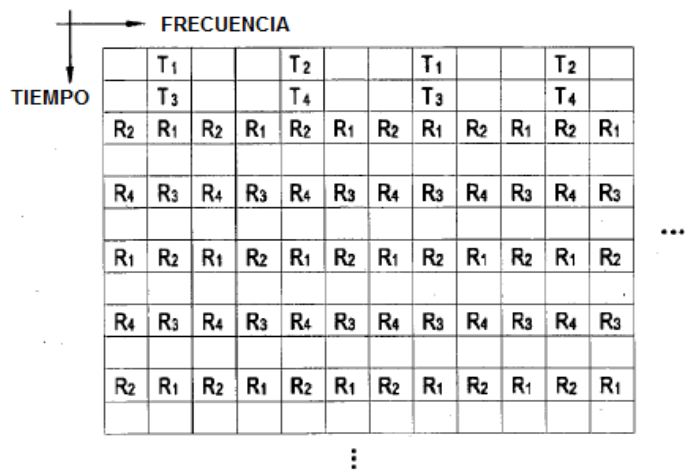 FRECUENCIA
TIEMPO
T1 T2 T1 T2
T3 T4 T3 T4
R2 R1 R2 R1 R2 R1 R2 R1 R2 R1 R2 R1
R4 R3 R4 R3 R4 R3 R4 R3 R4 R3 R4 R3
...
R1 R2 R1 R2 R1 R2 R1 R2 R1 R2 R1 R2
R4 R3 R4 R3 R4 R3 R4 R3 R4 R3 R4 R3
R2 R1 R2 R1 R2 R1 R2 R1 R2 R1 R2 R1
⋮